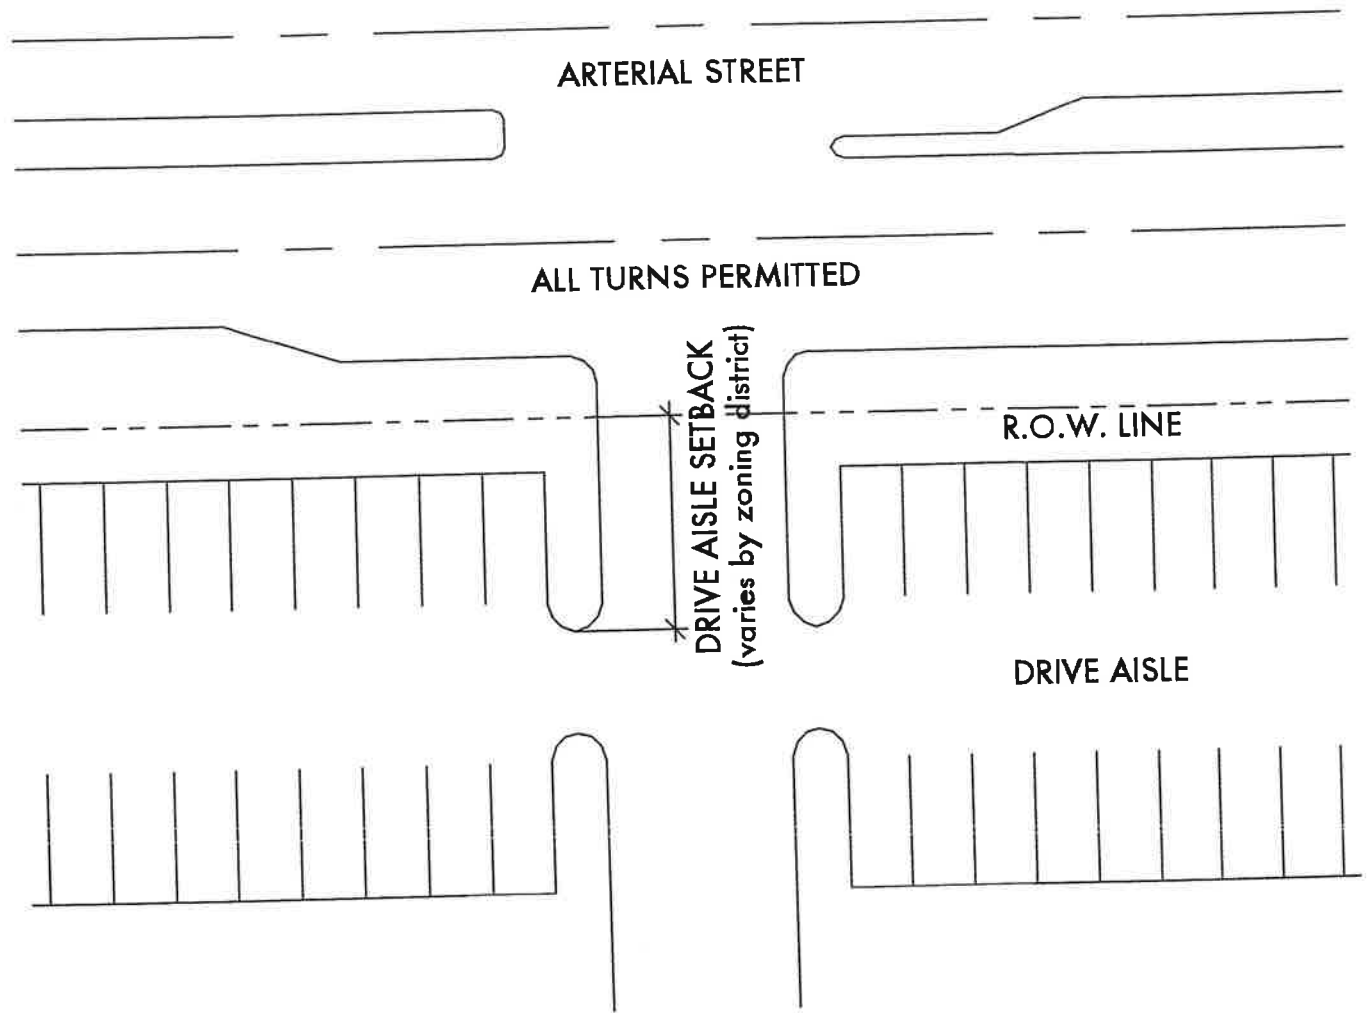 ARTERIAL STREET
ALL TURNS PERMITTED
DRIVE AISLE SETBACK
(varies by zoning district)
R.O.W. LINE
DRIVE AISLE